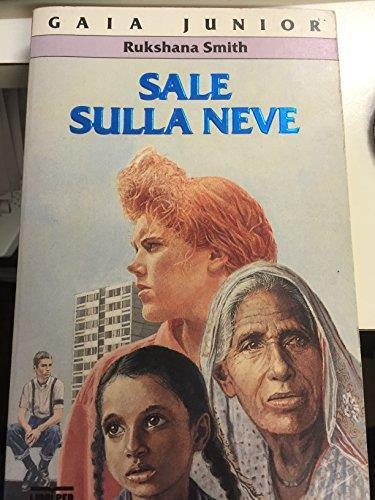 GAIA JUNIOR
Rukshana Smith
SALE
SULLA NEVE